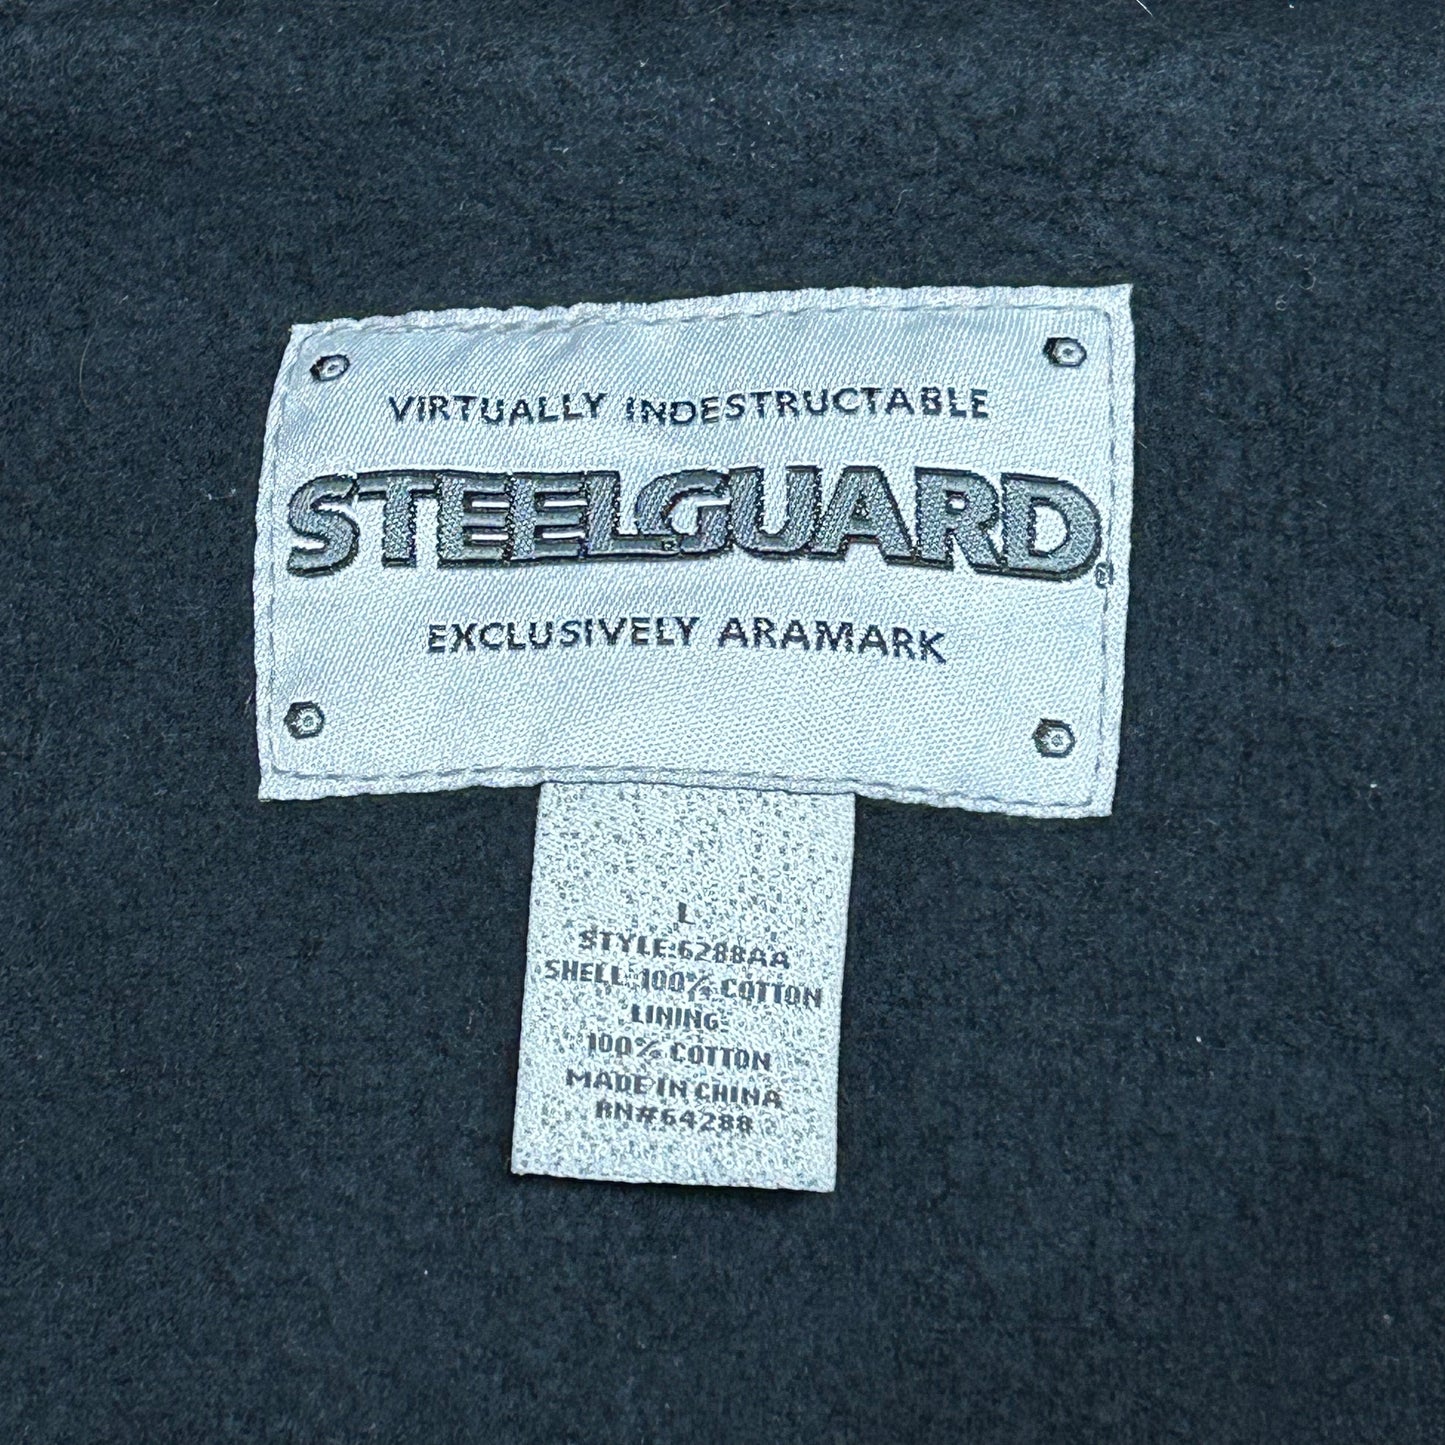 VIRTUALLY INDESTRUCTABLE
STEELGUARD®
EXCLUSIVELY ARAMARK
L
STYLE:6288AA
SHELL:100% COTTON
LINING:
100% COTTON
MADE IN CHINA
RN#64288